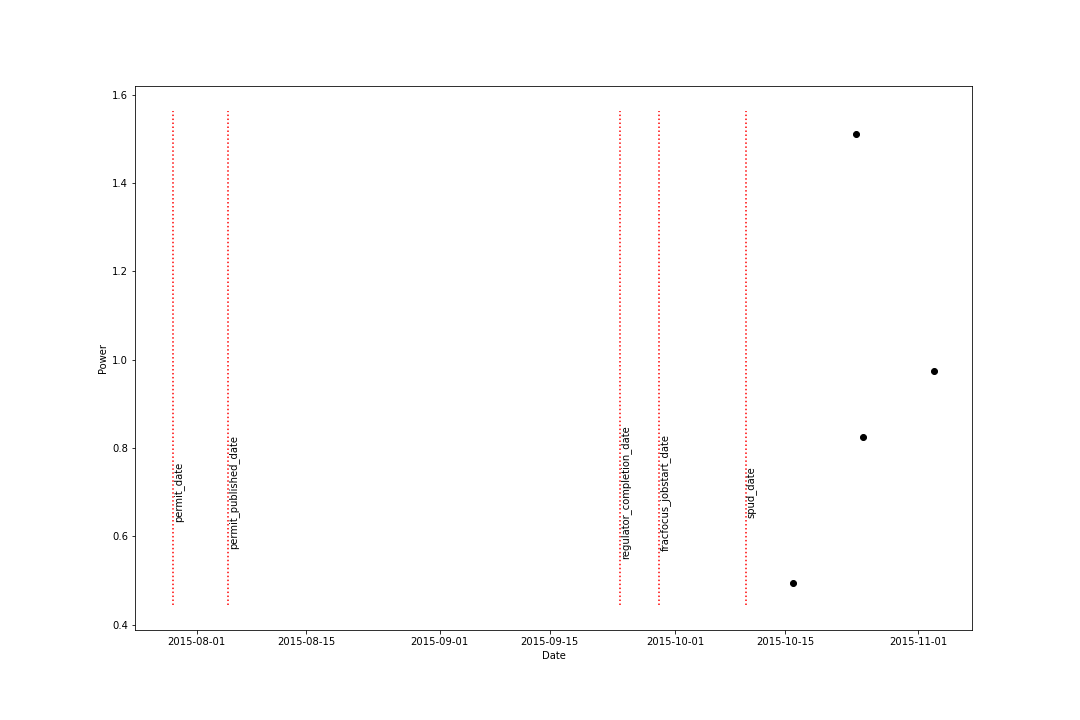 1.6
1.4
1.2
1.0
0.8
0.6
0.4
Power
permit_date
permit_published_date
regulator_completion_date
fracfocus_jobstart_date
spud_date
2015-08-01 2015-08-15 2015-09-01 2015-09-15 2015-10-01 2015-10-15 2015-11-01
Date